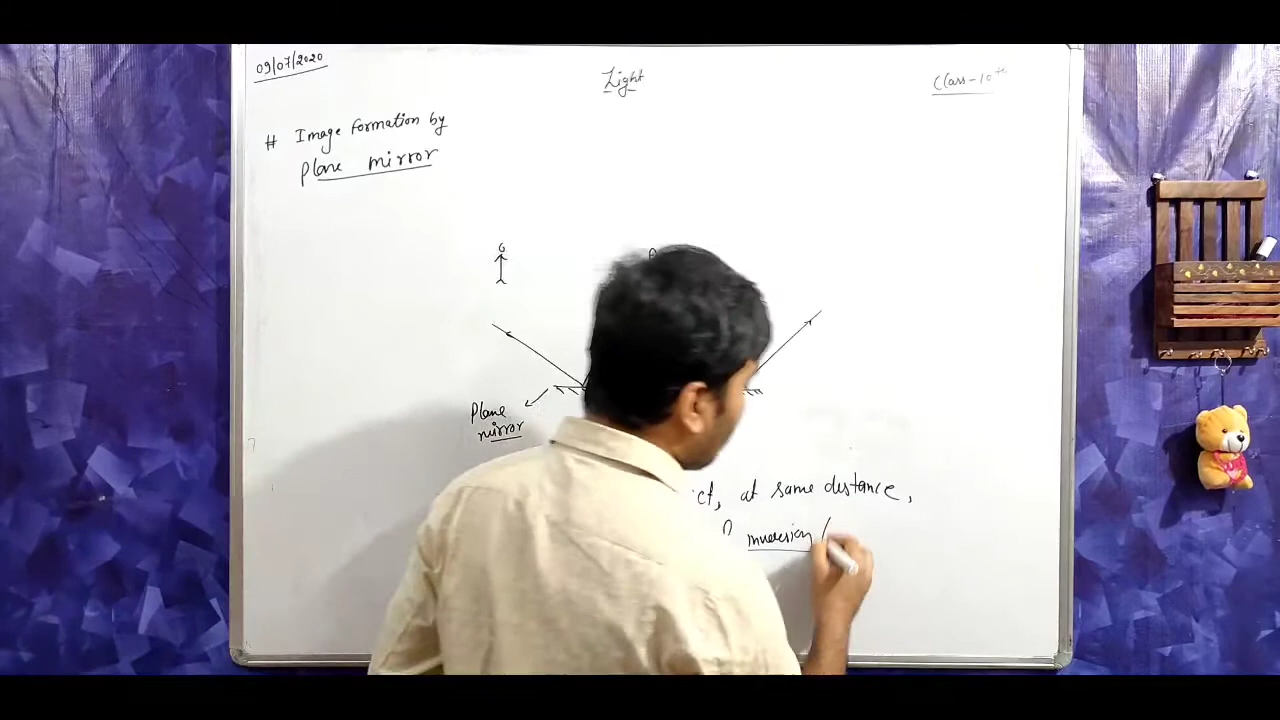 09/07/2020
Light
Class-10th
# Image formation by
plane mirror
Plane
mirror
ct, at same distance,
inversion (